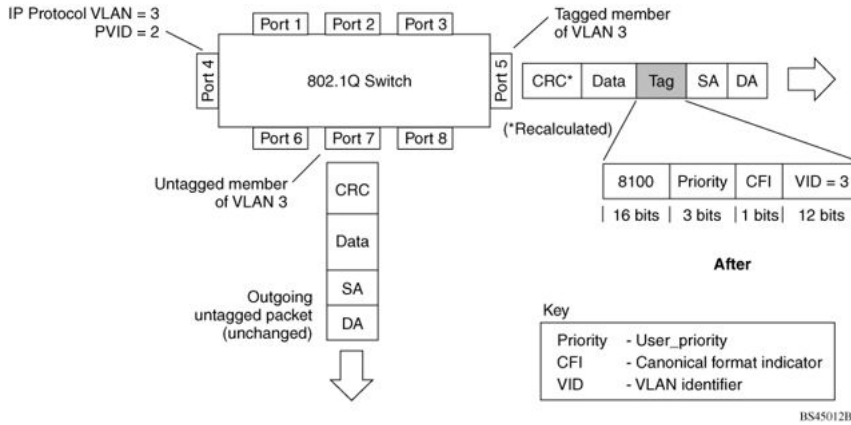 IP Protocol VLAN = 3
PVID = 2
Port 1
Port 2
Port 3
Tagged member
of VLAN 3
Port 4
802.1Q Switch
Port 5
CRC*
Data
Tag
SA
DA
(*Recalculated)
Port 6
Port 7
Port 8
Untagged member
of VLAN 3
CRC
Data
SA
DA
Outgoing
untagged packet
(unchanged)
8100
Priority
CFI
VID = 3
16 bits
3 bits
1 bits
12 bits
After
Key
Priority - User_priority
CFI - Canonical format indicator
VID - VLAN identifier
BS45012B